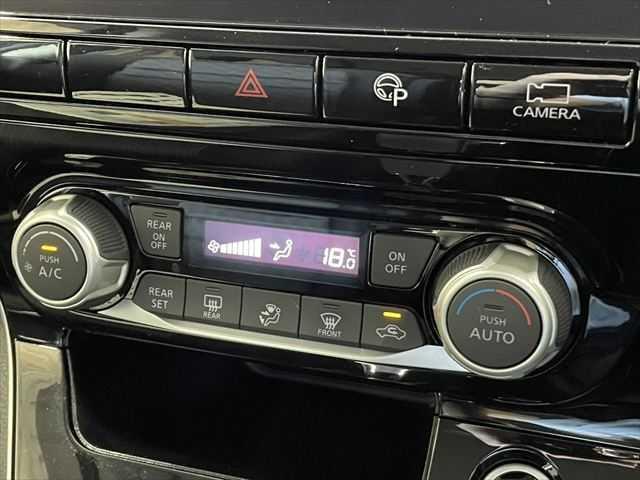 P
CAMERA
PUSH
A/C
REAR
ON
OFF
18.0
°C
ON
OFF
REAR
SET
REAR
FRONT
PUSH
AUTO